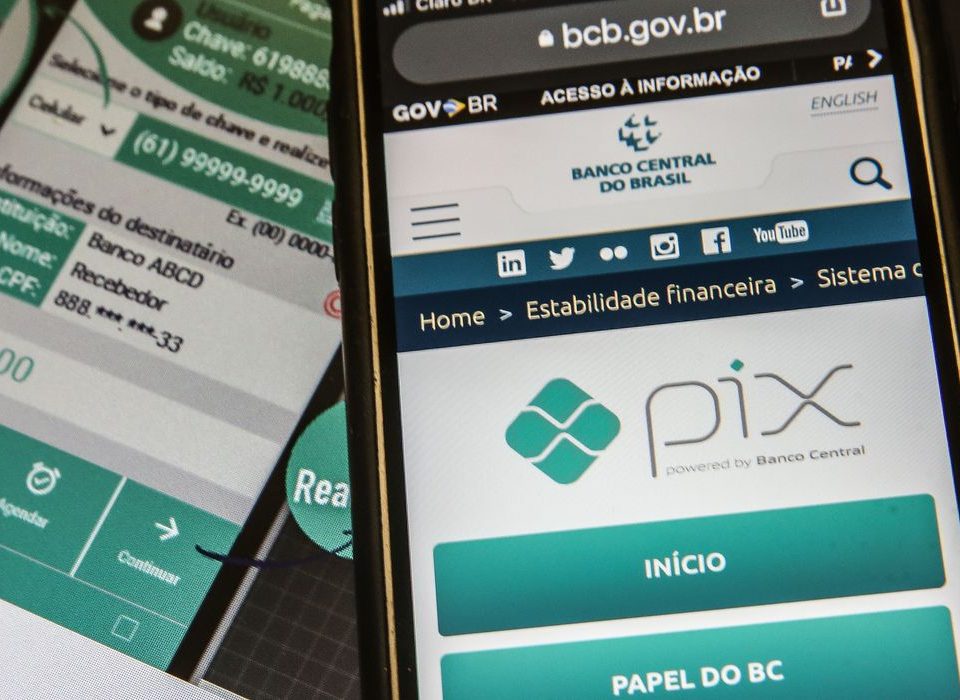 Usuário
Chave: 619888
Saldo: R$ 1.000
Selecione o tipo de chave e realize
Celular
(61) 99999-9999
Ex. (00) 0000-
nformações do destinatário
tituição:
Banco ABCD
Nome:
Recebedor
CPF:
888.***.***-33
00
Agendar
Continuar
Rea
Claro BR
bcb.gov.br
GOV BR
ACESSO À INFORMAÇÃO
ENGLISH
BANCO CENTRAL
DO BRASIL
in
YouTube
Home > Estabilidade financeira > Sistema
pix
powered by Banco Central
INÍCIO
PAPEL DO BC